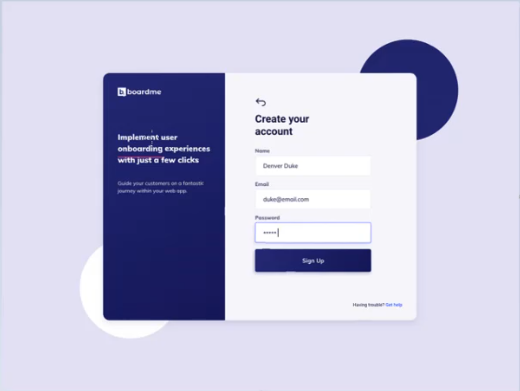 boardme
Implement user
onboarding experiences
with just a few clicks
Guide your customers on a fantastic
journey within your web app.
Create your
account
Name
Denver Duke
Email
duke@email.com
Password
•••••
Sign Up
Having trouble? Get help